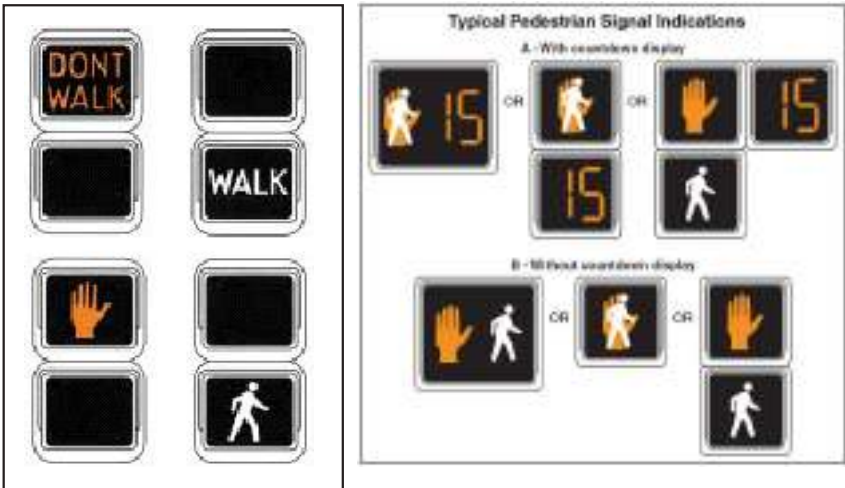 DONT
WALK
WALK
Typical Pedestrian Signal Indications
A - With countdown display
15 OR OR 15
15
B - Without countdown display
OR OR